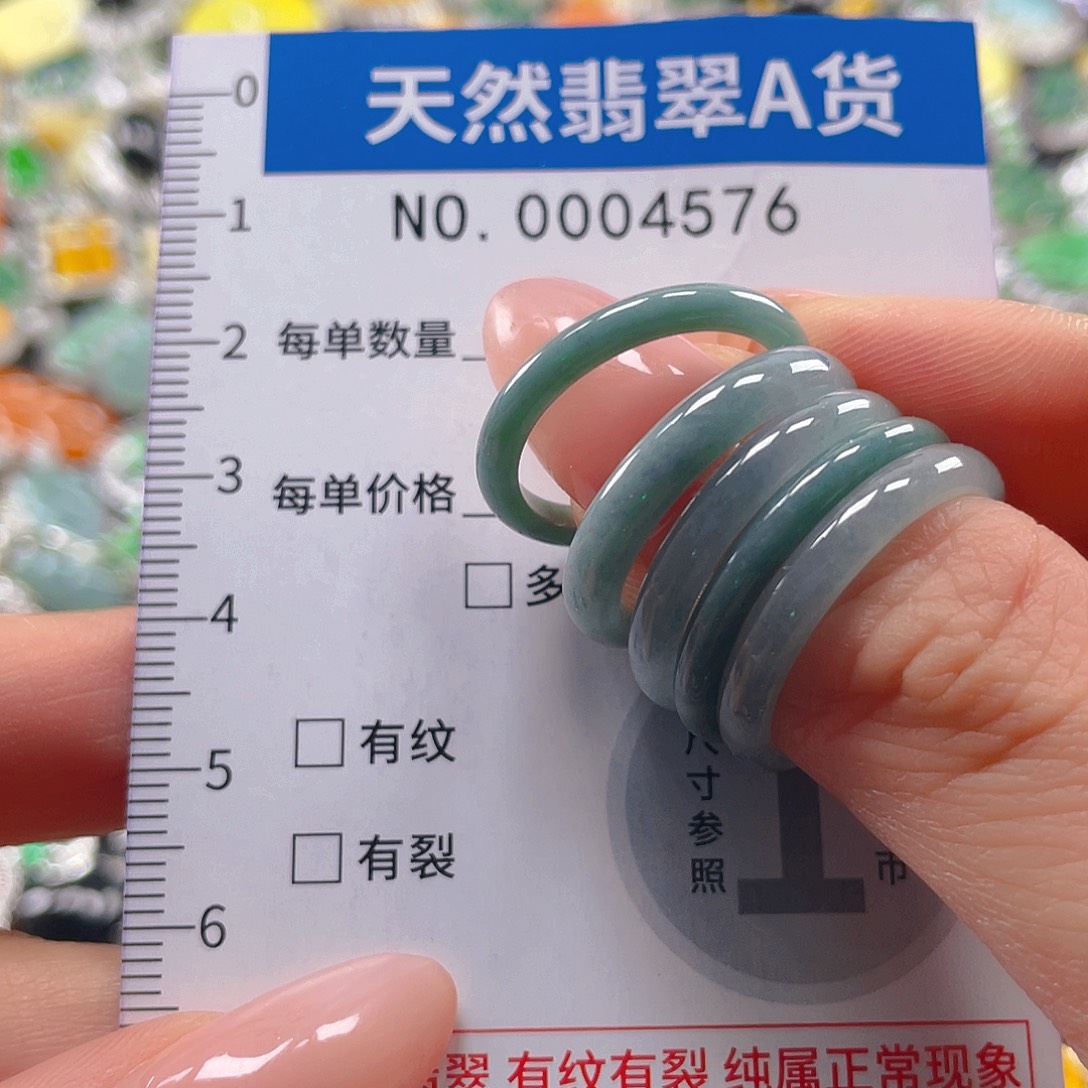 天然翡翠A货
NO. 0004576
0
1
2
3
4
5
6
每单数量
每单价格
□ 多
□ 有纹
□ 有裂
寸参照
1
币
翠 有纹有裂 纯属正常现象